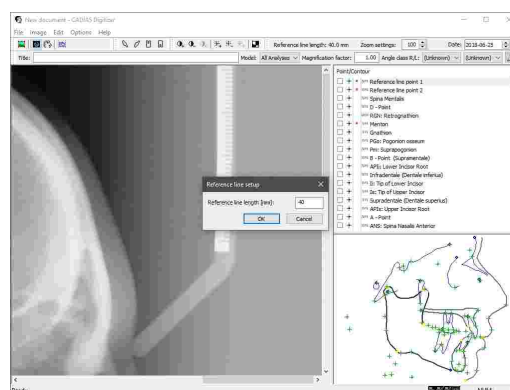 New document - CADIAS Digitizer
File Image Edit Options Help
Reference line length: 40.0 mm Zoom settings: 100 Date: 2018-06-25
Title: Model: All Analyses Magnification factor: 1.00 Angle class R/L: (Unknown) (Unknown)
Point/Contour
Reference line point 1
Reference line point 2
Spina Mentalis
D - Point
RGN: Retrognathion
Menton
Gnathion
PGo: Pogonion osseum
Pm: Suprapogonion
B - Point (Supramentale)
APIi: Lower Incisor Root
Infradentale (Dentale inferius)
Ii: Tip of Lower Incisor
Is: Tip of Upper Incisor
Supradentale (Dentale superius)
APIs: Upper Incisor Root
A - Point
ANS: Spina Nasalis Anterior
Reference line setup
Reference line length [mm]: 40
OK Cancel